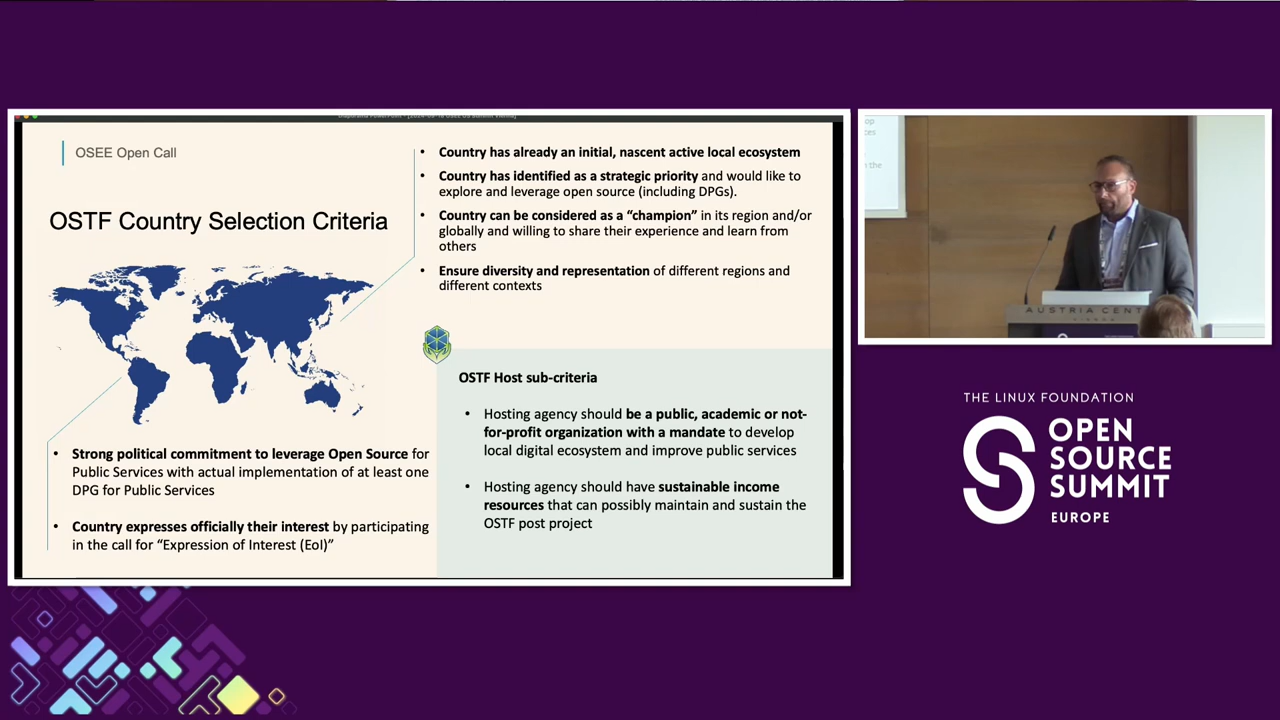 OSEE Open Call
OSTF Country Selection Criteria
• Strong political commitment to leverage Open Source for
Public Services with actual implementation of at least one
DPG for Public Services
• Country expresses officially their interest by participating
in the call for “Expression of Interest (EoI)”
• Country has already an initial, nascent active local ecosystem
• Country has identified as a strategic priority and would like to
explore and leverage open source (including DPGs).
• Country can be considered as a “champion” in its region and/or
globally and willing to share their experience and learn from
others
• Ensure diversity and representation of different regions and
different contexts
OSTF Host sub-criteria
• Hosting agency should be a public, academic or not-
for-profit organization with a mandate to develop
local digital ecosystem and improve public services
• Hosting agency should have sustainable income
resources that can possibly maintain and sustain the
OSTF post project
AUSTRIA CENT
THE LINUX FOUNDATION
OPEN
SOURCE
SUMMIT
EUROPE